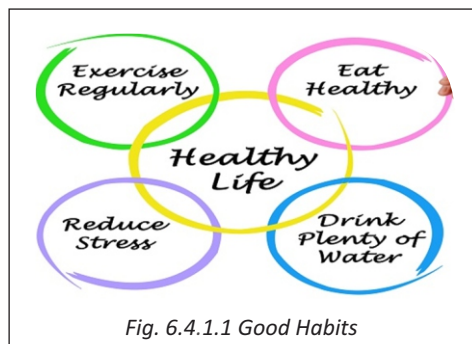 Exercise
Regularly
Eat
Healthy
Healthy
Life
Reduce
Stress
Drink
Plenty of
Water
Fig. 6.4.1.1 Good Habits